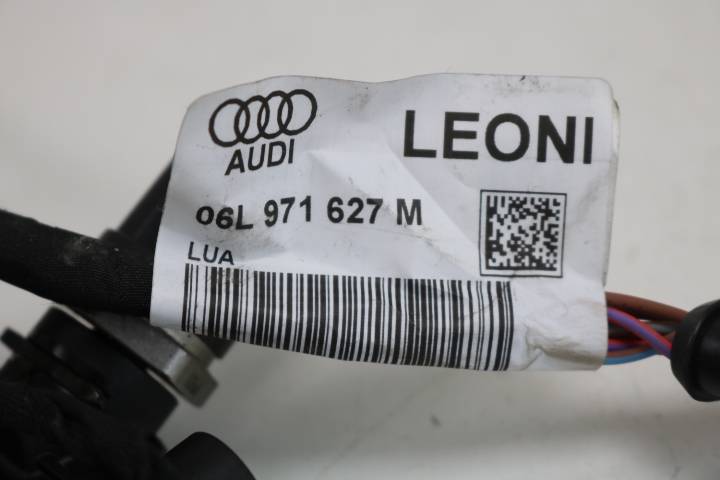 AUDI
LEONI
06L 971 627 M
LUA